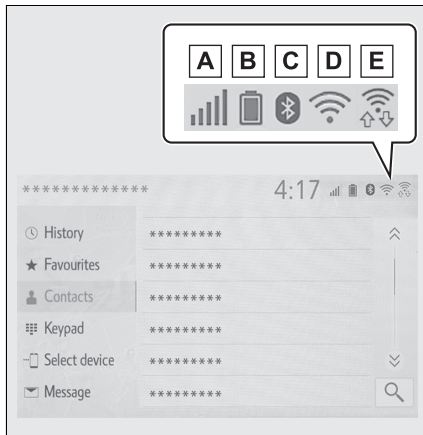 A B C D E
************* 4:17
History *********
Favourites *********
Contacts *********
Keypad *********
Select device *********
Message *********